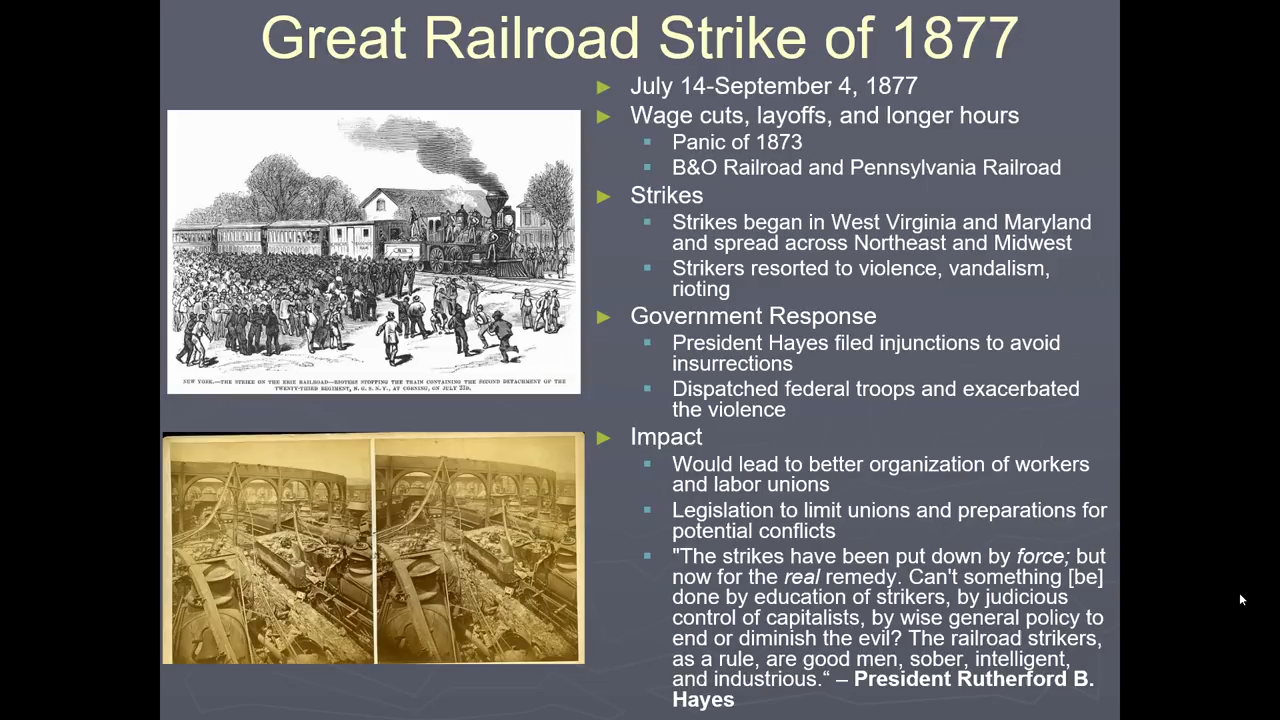 Great Railroad Strike of 1877
July 14-September 4, 1877
Wage cuts, layoffs, and longer hours
Panic of 1873
B&O Railroad and Pennsylvania Railroad
Strikes
Strikes began in West Virginia and Maryland
and spread across Northeast and Midwest
Strikers resorted to violence, vandalism,
rioting
Government Response
President Hayes filed injunctions to avoid
insurrections
Dispatched federal troops and exacerbated
the violence
Impact
Would lead to better organization of workers
and labor unions
Legislation to limit unions and preparations for
potential conflicts
"The strikes have been put down by force; but
now for the real remedy. Can't something [be]
done by education of strikers, by judicious
control of capitalists, by wise general policy to
end or diminish the evil? The railroad strikers,
as a rule, are good men, sober, intelligent,
and industrious.“ – President Rutherford B.
Hayes
NEW YORK.—THE STRIKE ON THE ERIE RAILROAD—RIOTERS STOPPING THE TRAIN CONTAINING THE SECOND DETACHMENT OF THE
TWENTY-THIRD REGIMENT, N. G. S. N. Y., AT CORNING, ON JULY 23D.